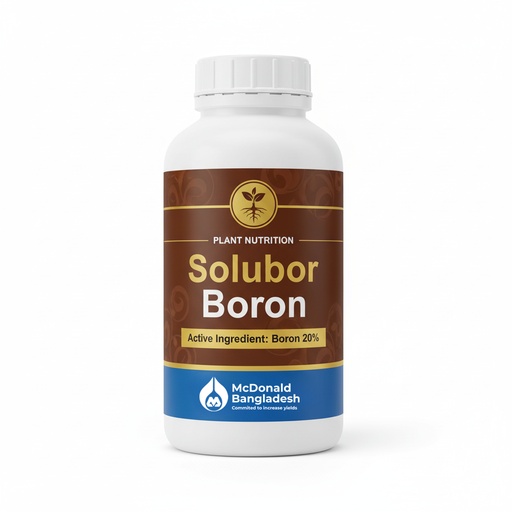 PLANT NUTRITION
Solubor
Boron
Active Ingredient: Boron 20%
McDonald
Bangladesh
Commited to increase yields